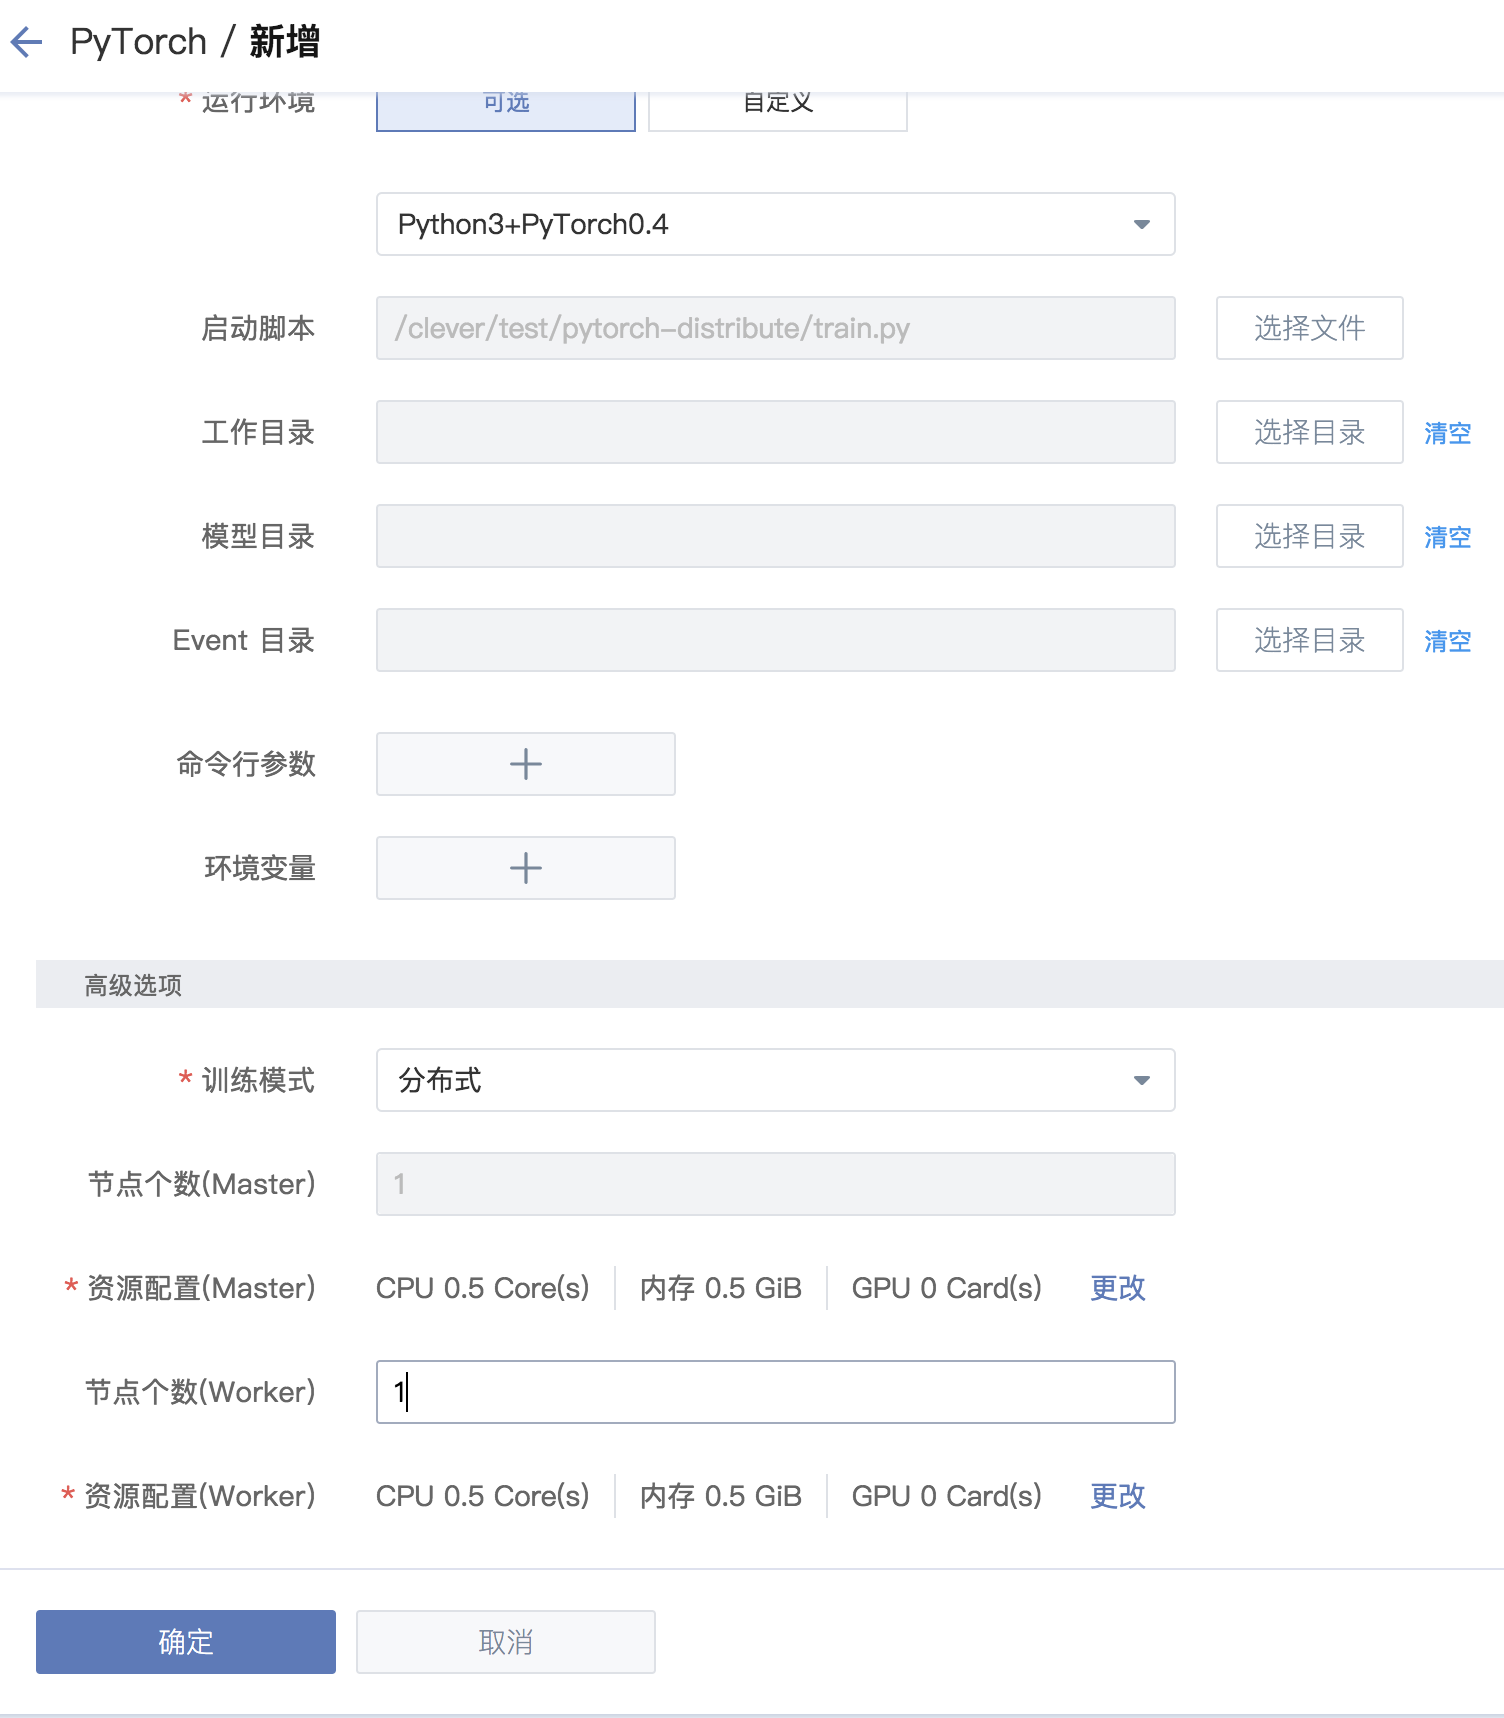 PyTorch / 新增
* 运行环境 可选 自定义
Python3+PyTorch0.4
启动脚本 /clever/test/pytorch-distribute/train.py 选择文件
工作目录 选择目录 清空
模型目录 选择目录 清空
Event 目录 选择目录 清空
命令行参数
环境变量
高级选项
* 训练模式 分布式
节点个数(Master) 1
* 资源配置(Master) CPU 0.5 Core(s) 内存 0.5 GiB GPU 0 Card(s) 更改
节点个数(Worker) 1
* 资源配置(Worker) CPU 0.5 Core(s) 内存 0.5 GiB GPU 0 Card(s) 更改
确定 取消